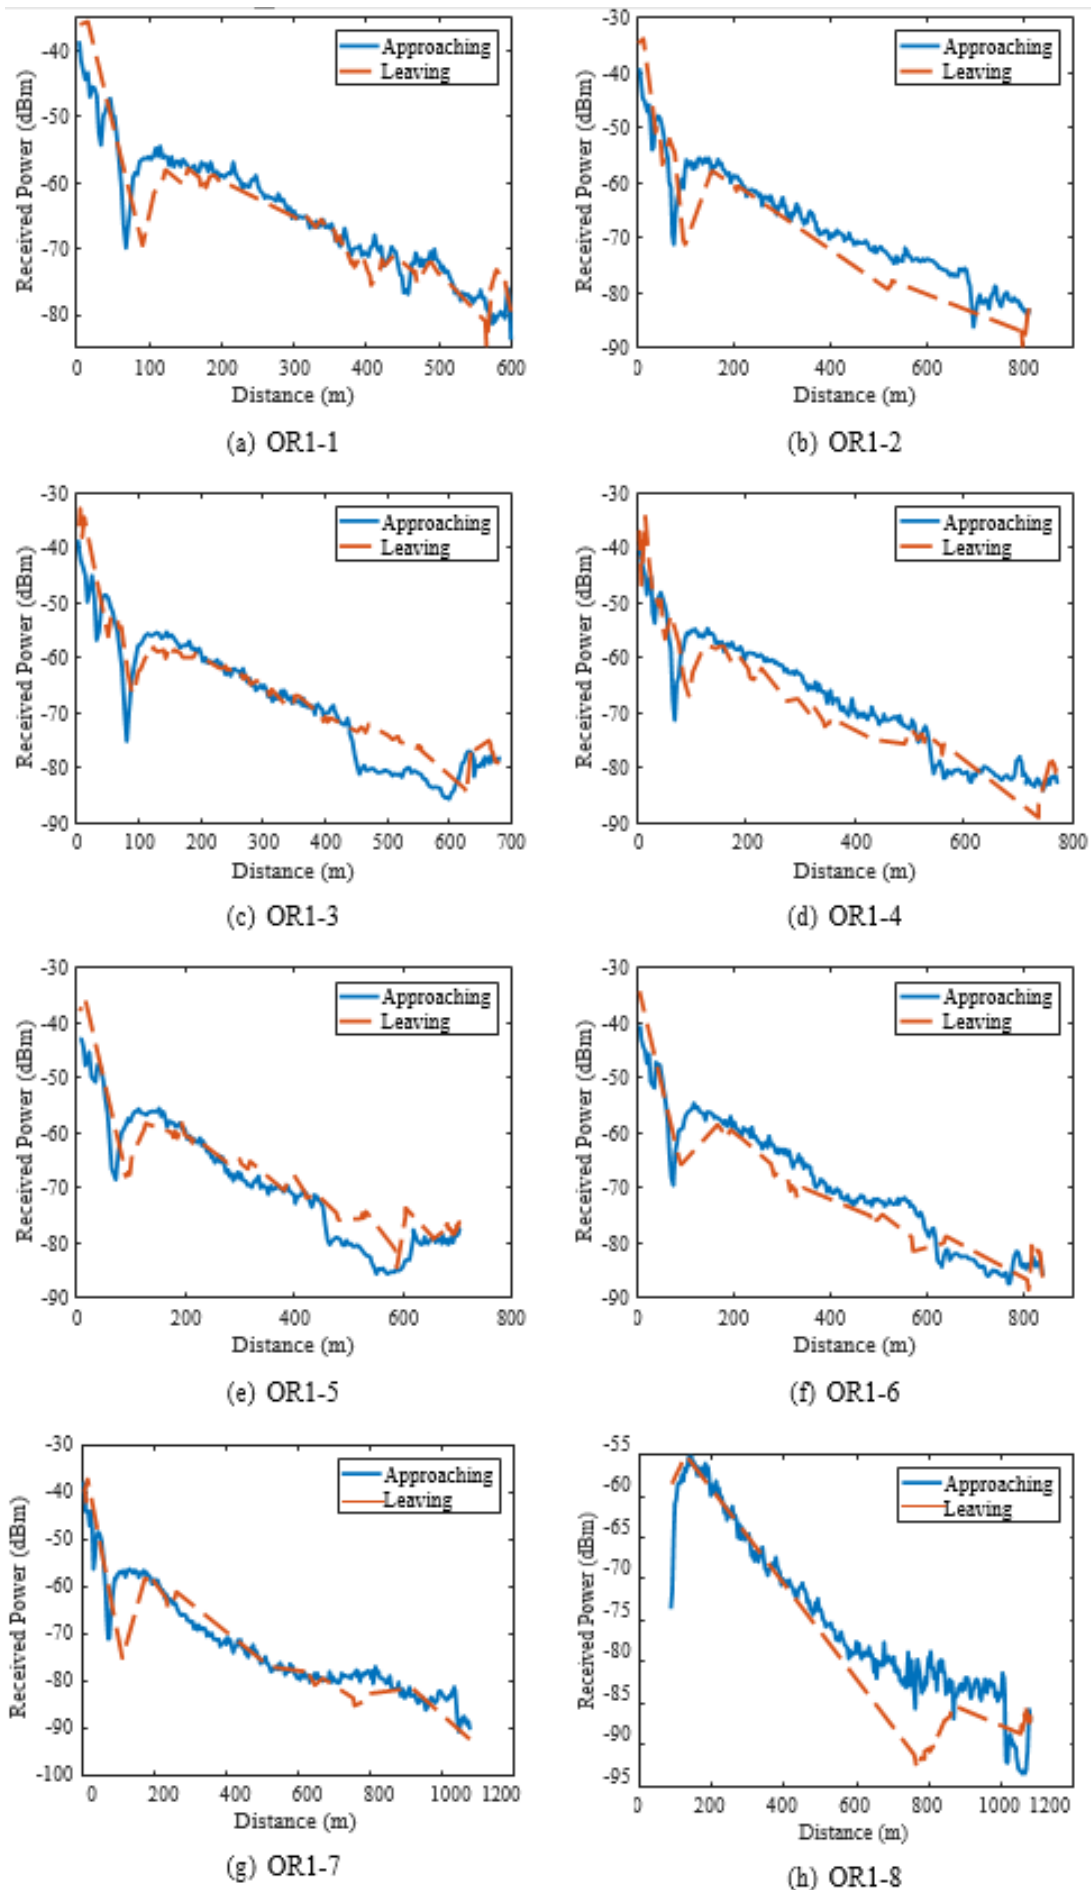 Approaching
Leaving
-40
-50
-60
-70
-80
Received Power (dBm)
0 100 200 300 400 500 600
Distance (m)
(a) OR1-1
Approaching
Leaving
-30
-40
-50
-60
-70
-80
-90
Received Power (dBm)
0 200 400 600 800
Distance (m)
(b) OR1-2
Approaching
Leaving
-30
-40
-50
-60
-70
-80
-90
Received Power (dBm)
0 100 200 300 400 500 600 700
Distance (m)
(c) OR1-3
Approaching
Leaving
-30
-40
-50
-60
-70
-80
-90
Received Power (dBm)
0 200 400 600 800
Distance (m)
(d) OR1-4
Approaching
Leaving
-30
-40
-50
-60
-70
-80
-90
Received Power (dBm)
0 200 400 600 800
Distance (m)
(e) OR1-5
Approaching
Leaving
-30
-40
-50
-60
-70
-80
-90
Received Power (dBm)
0 200 400 600 800
Distance (m)
(f) OR1-6
Approaching
Leaving
-30
-40
-50
-60
-70
-80
-90
-100
Received Power (dBm)
0 200 400 600 800 1000 1200
Distance (m)
(g) OR1-7
Approaching
Leaving
-55
-60
-65
-70
-75
-80
-85
-90
-95
Received Power (dBm)
0 200 400 600 800 1000 1200
Distance (m)
(h) OR1-8